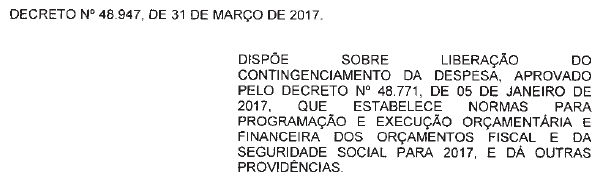 DECRETO Nº 48.947, DE 31 DE MARÇO DE 2017.
DISPÕE SOBRE LIBERAÇÃO DO
CONTINGENCIAMENTO DA DESPESA, APROVADO
PELO DECRETO Nº 48.771, DE 05 DE JANEIRO DE
2017, QUE ESTABELECE NORMAS PARA
PROGRAMAÇÃO E EXECUÇÃO ORÇAMENTÁRIA E
FINANCEIRA DOS ORÇAMENTOS FISCAL E DA
SEGURIDADE SOCIAL PARA 2017, E DÁ OUTRAS
PROVIDÊNCIAS.